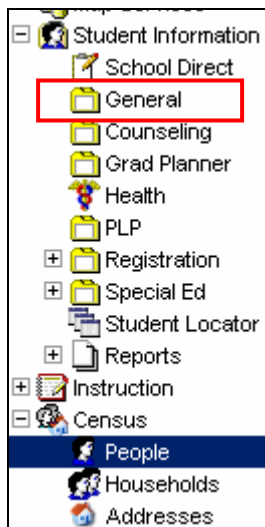 Student Information
School Direct
General
Counseling
Grad Planner
Health
PLP
Registration
Special Ed
Student Locator
Reports
Instruction
Census
People
Households
Addresses